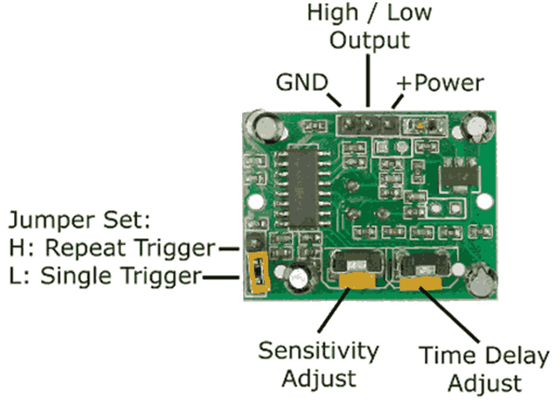 High / Low
Output
GND
+Power
Jumper Set:
H: Repeat Trigger
L: Single Trigger
Sensitivity
Adjust
Time Delay
Adjust